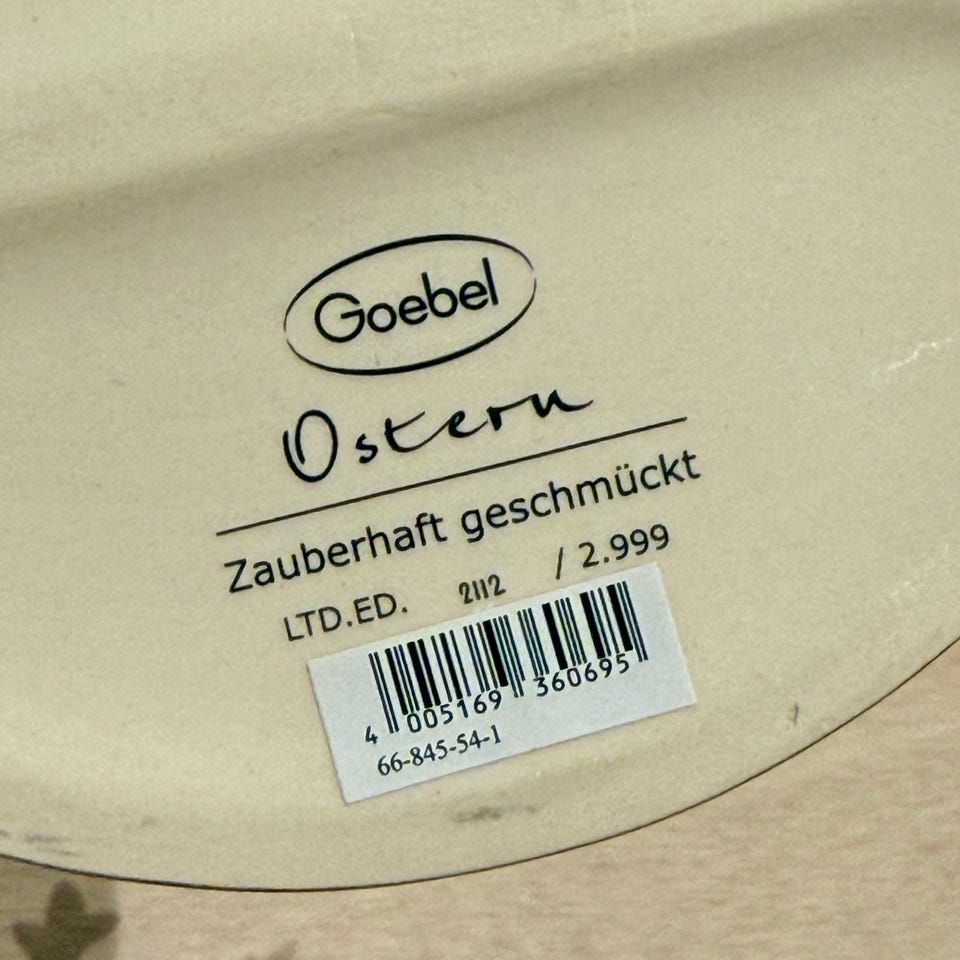 Goebel
Ostern
Zauberhaft geschmückt
LTD.ED. 2112 / 2.999
4 005169 360695
66-845-54-1